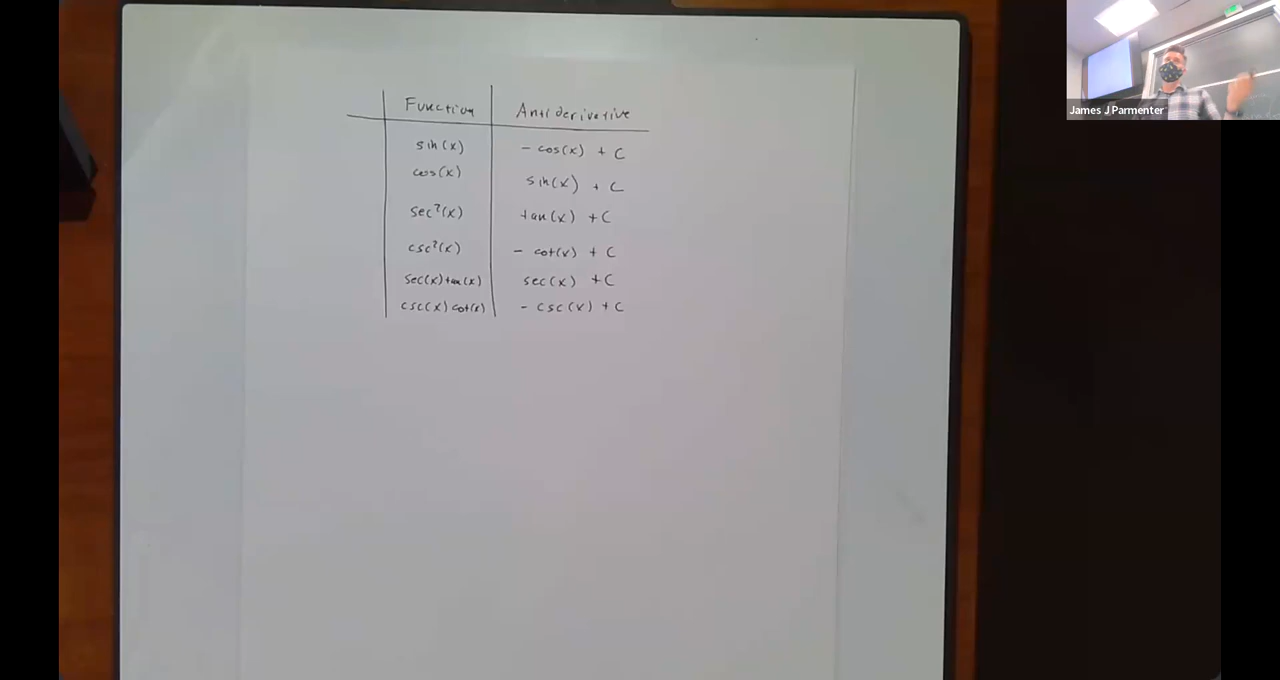 James J Parmenter
Function Antiderivative
sin(x) - cos(x) + C
cos(x) sin(x) + C
sec²(x) tan(x) + C
csc²(x) - cot(x) + C
sec(x)tan(x) sec(x) + C
csc(x)cot(x) - csc(x) + C